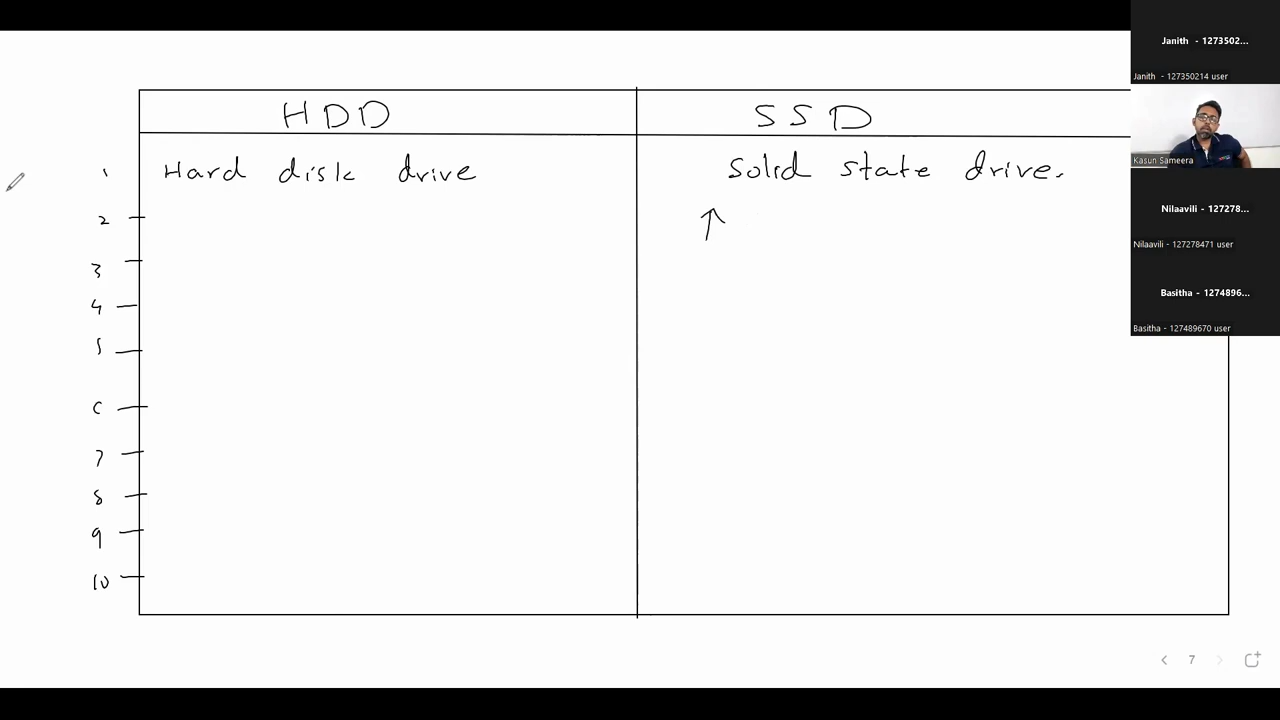 HDD SSD
1 Hard disk drive Solid state drive.
2 ↑
3
4
5
6
7
8
9
10
Janith - 1273502...
Janith - 127350214 user
Kasun Sameera
Nilaavili - 127278...
Nilaavili - 127278471 user
Basitha - 1274896...
Basitha - 127489670 user
7